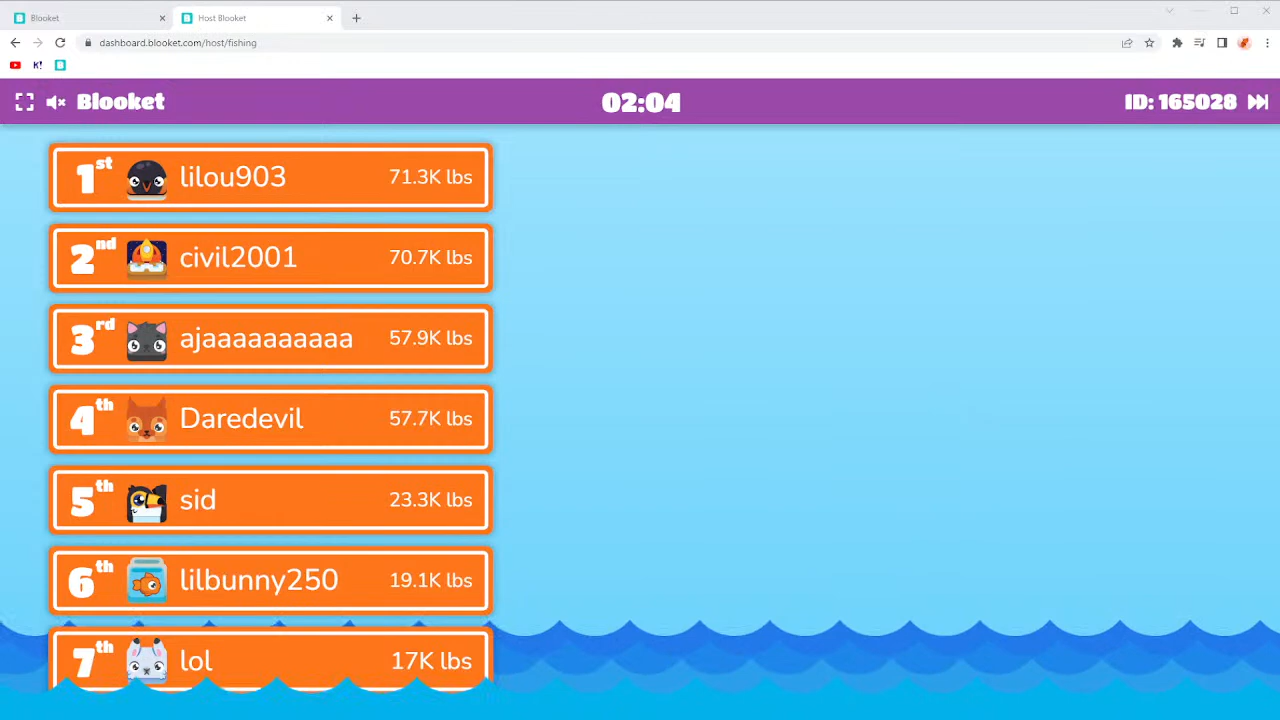 Blooket
Host Blooket
dashboard.blooket.com/host/fishing
K!
Blooket
02:04
ID: 165028
1st lilou903 71.3K lbs
2nd civil2001 70.7K lbs
3rd ajaaaaaaaaaa 57.9K lbs
4th Daredevil 57.7K lbs
5th sid 23.3K lbs
6th lilbunny250 19.1K lbs
7th lol 17K lbs